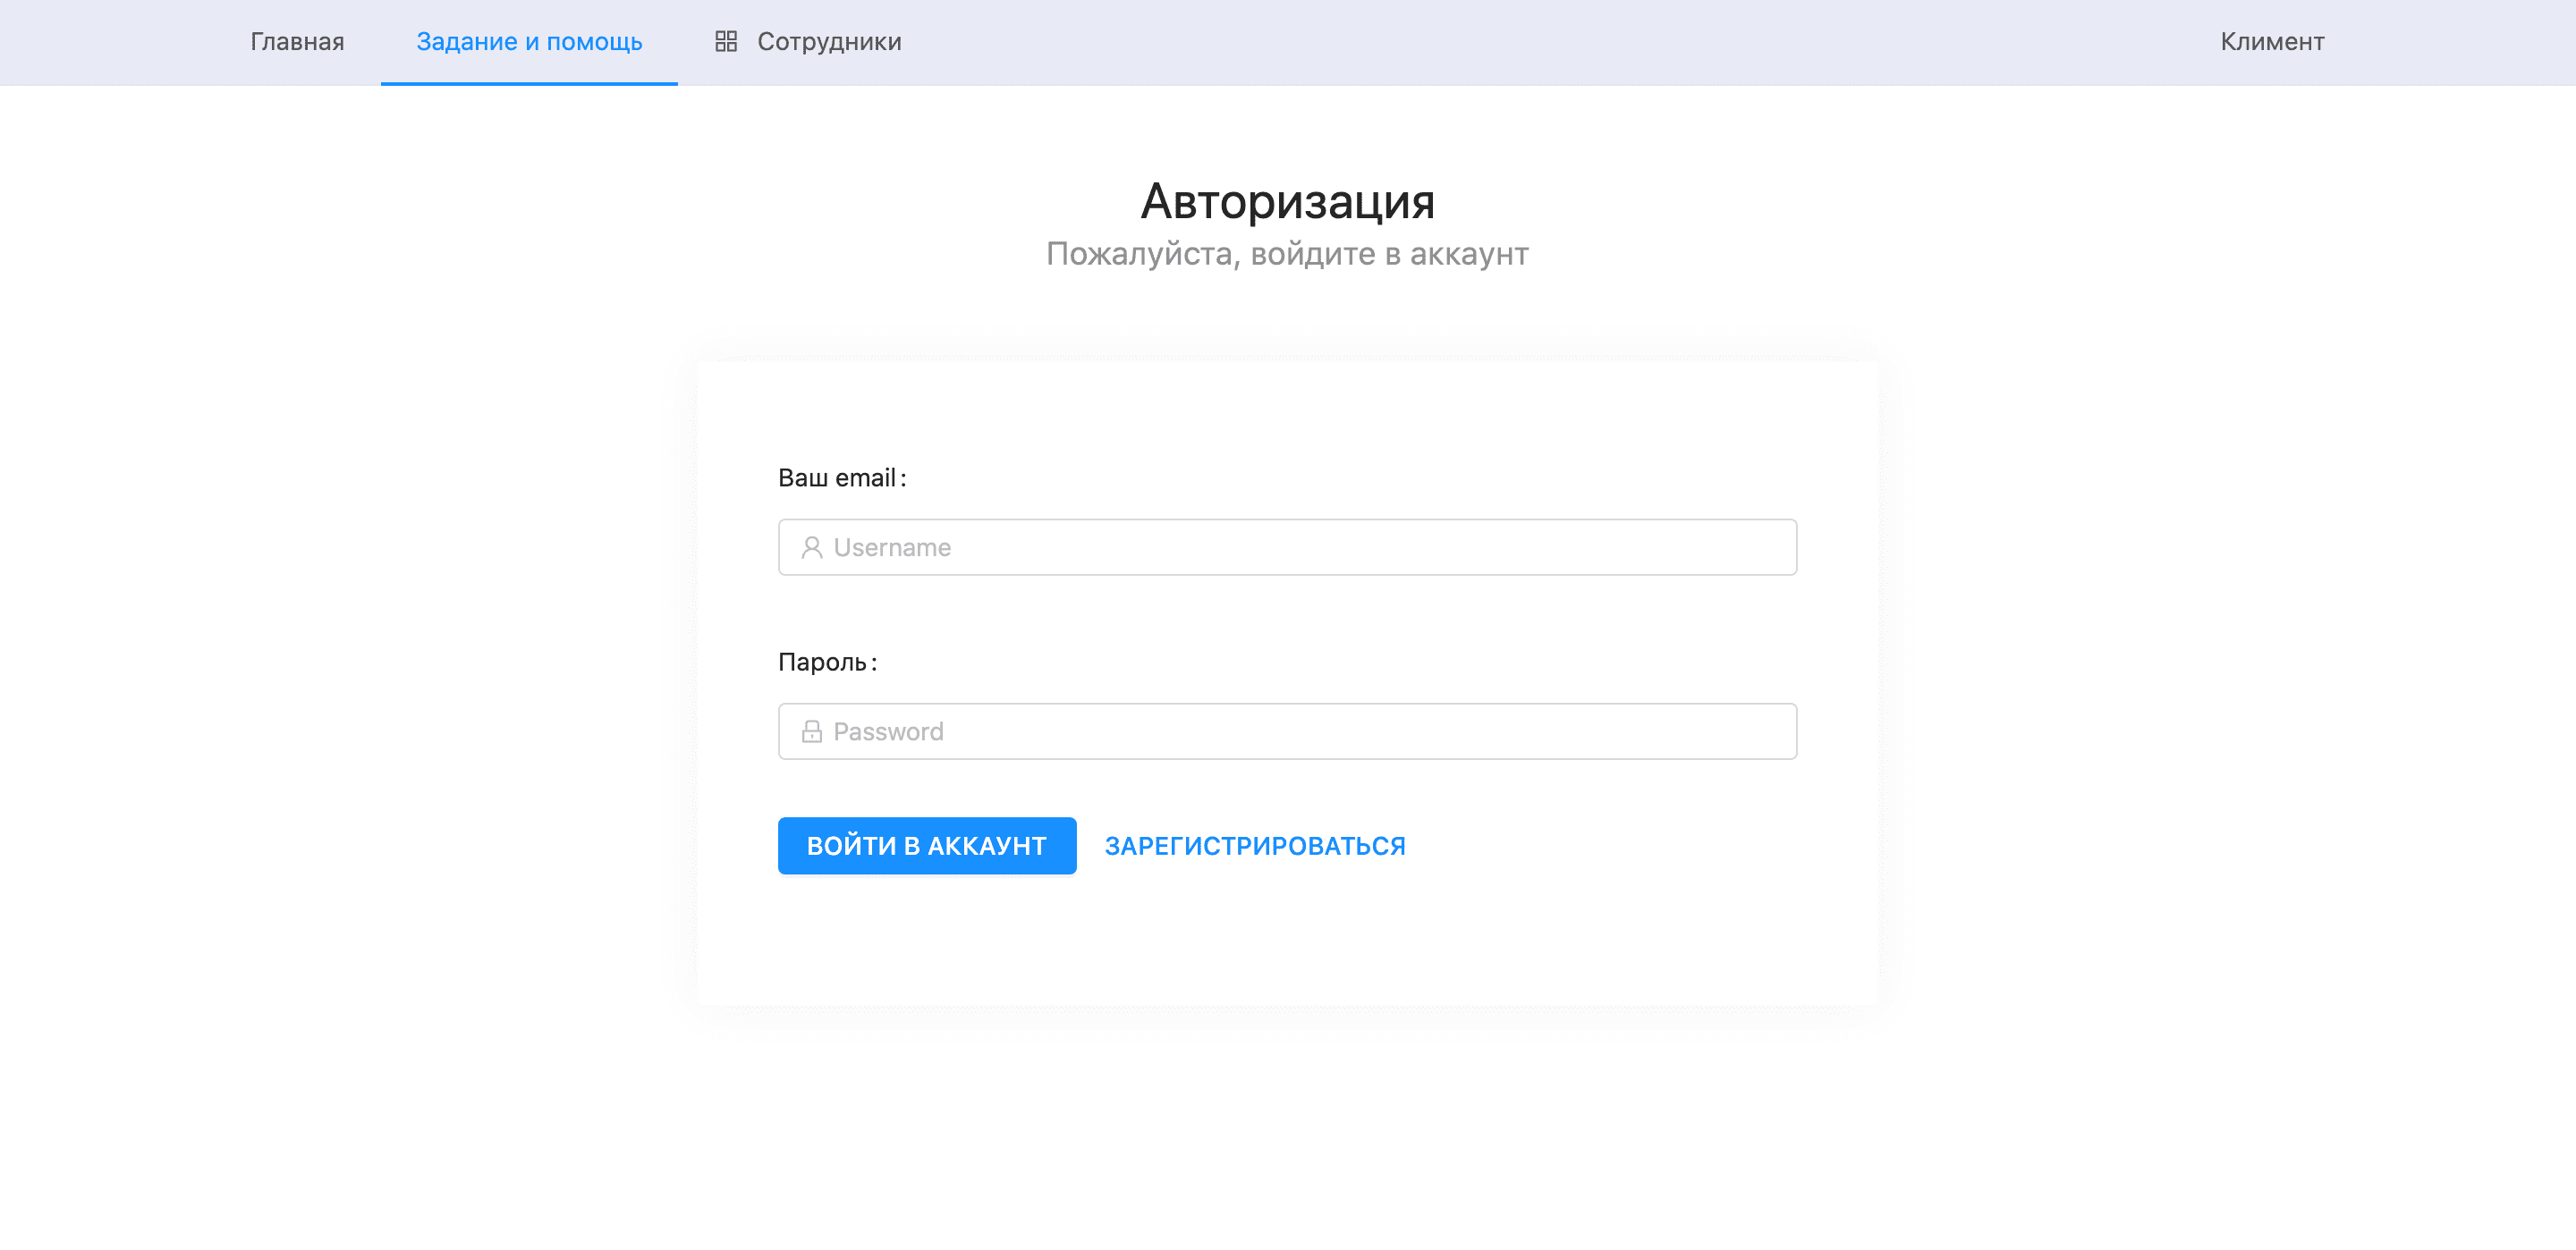 Главная Задание и помощь Сотрудники Климент
Авторизация
Пожалуйста, войдите в аккаунт
Ваш email:
Username
Пароль:
Password
ВОЙТИ В АККАУНТ ЗАРЕГИСТРИРОВАТЬСЯ